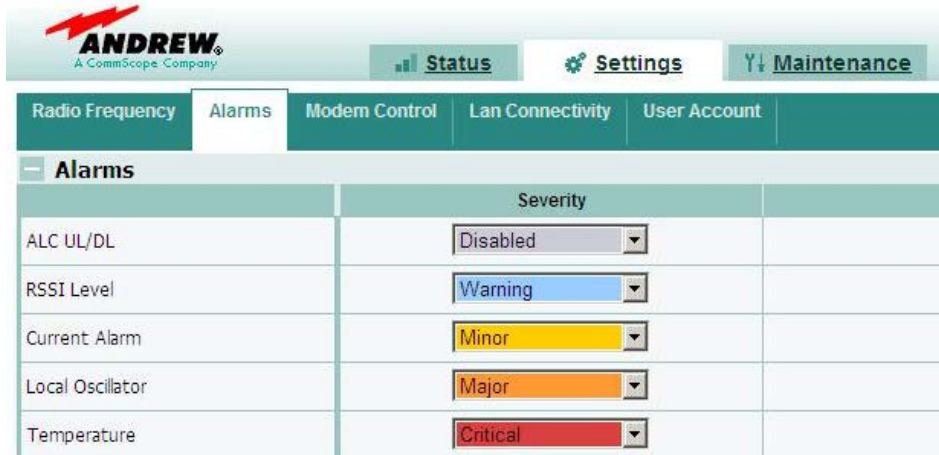 ANDREW®
A CommScope Company
Status Settings Maintenance
Radio Frequency Alarms Modem Control Lan Connectivity User Account
Alarms
Severity
ALC UL/DL Disabled
RSSI Level Warning
Current Alarm Minor
Local Oscillator Major
Temperature Critical